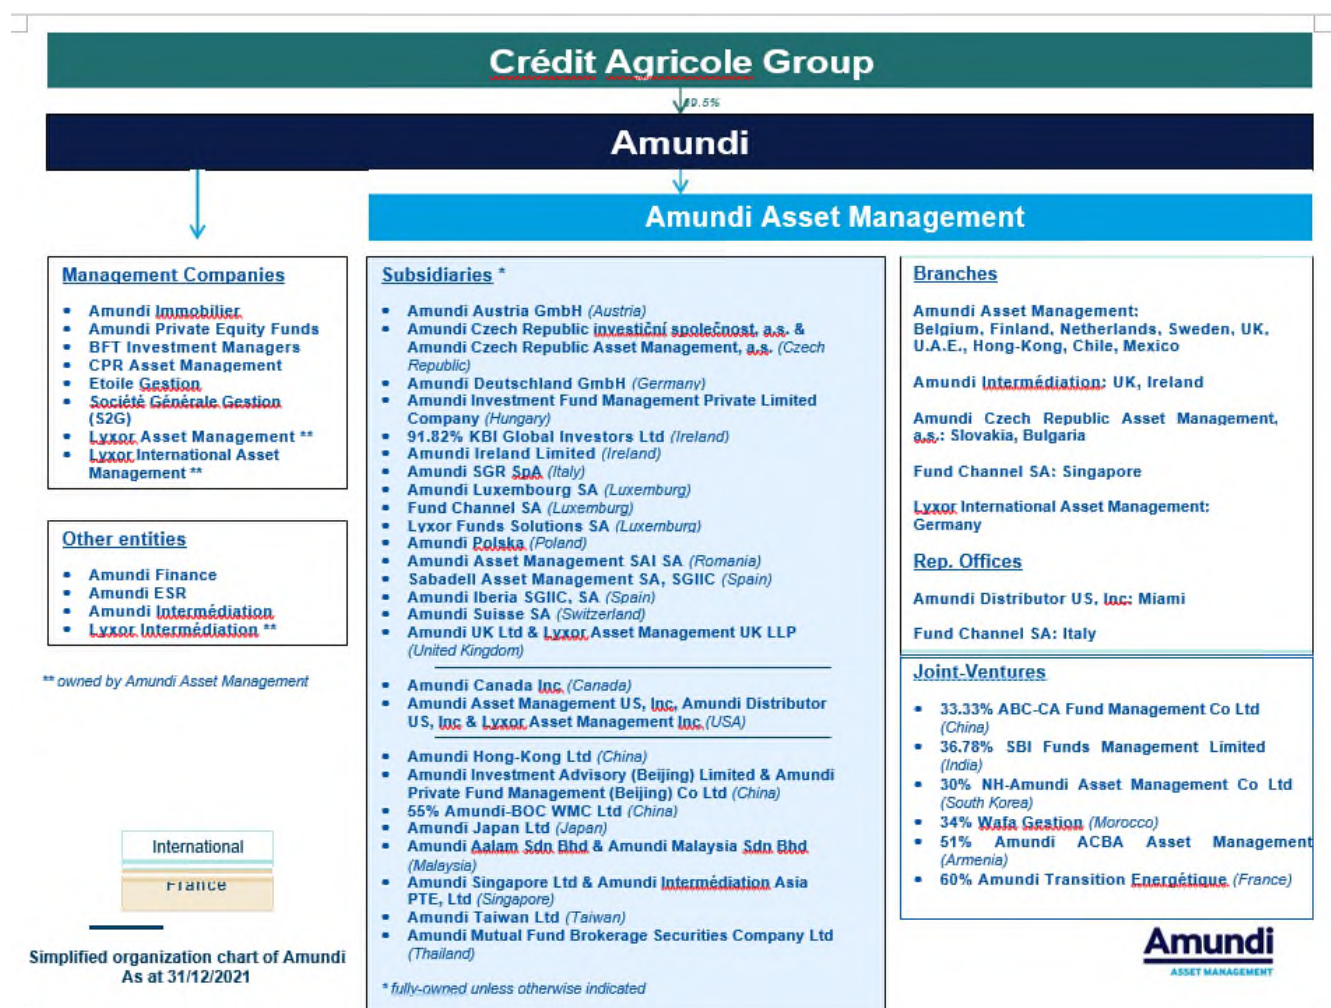 Crédit Agricole Group
Amundi
Amundi Asset Management
Management Companies
• Amundi Immobilier
• Amundi Private Equity Funds
• BFT Investment Managers
• CPR Asset Management
• Etoile Gestion
• Société Générale Gestion
(S2G)
• Lyxor Asset Management **
• Lyxor International Asset
Management **
Other entities
• Amundi Finance
• Amundi ESR
• Amundi Intermédiation
• Lyxor Intermédiation **
** owned by Amundi Asset Management
International
France
Simplified organization chart of Amundi
As at 31/12/2021
Subsidiaries *
• Amundi Austria GmbH (Austria)
• Amundi Czech Republic investiční společnost, a.s. &
Amundi Czech Republic Asset Management, a.s. (Czech
Republic)
• Amundi Deutschland GmbH (Germany)
• Amundi Investment Fund Management Private Limited
Company (Hungary)
• 91.82% KBI Global Investors Ltd (Ireland)
• Amundi Ireland Limited (Ireland)
• Amundi SGR SpA (Italy)
• Amundi Luxembourg SA (Luxemburg)
• Fund Channel SA (Luxemburg)
• Lyxor Funds Solutions SA (Luxemburg)
• Amundi Polska (Poland)
• Amundi Asset Management SAI SA (Romania)
• Sabadell Asset Management SA, SGIIC (Spain)
• Amundi Iberia SGIIC, SA (Spain)
• Amundi Suisse SA (Switzerland)
• Amundi UK Ltd & Lyxor Asset Management UK LLP
(United Kingdom)
• Amundi Canada Inc (Canada)
• Amundi Asset Management US, Inc, Amundi Distributor
US, Inc & Lyxor Asset Management Inc (USA)
• Amundi Hong-Kong Ltd (China)
• Amundi Investment Advisory (Beijing) Limited & Amundi
Private Fund Management (Beijing) Co Ltd (China)
• 55% Amundi-BOC WMC Ltd (China)
• Amundi Japan Ltd (Japan)
• Amundi Aalam Sdn Bhd & Amundi Malaysia Sdn Bhd
(Malaysia)
• Amundi Singapore Ltd & Amundi Intermédiation Asia
PTE, Ltd (Singapore)
• Amundi Taiwan Ltd (Taiwan)
• Amundi Mutual Fund Brokerage Securities Company Ltd
(Thailand)
* fully-owned unless otherwise indicated
Branches
Amundi Asset Management:
Belgium, Finland, Netherlands, Sweden, UK,
U.A.E., Hong-Kong, Chile, Mexico
Amundi Intermédiation: UK, Ireland
Amundi Czech Republic Asset Management,
a.s.: Slovakia, Bulgaria
Fund Channel SA: Singapore
Lyxor International Asset Management:
Germany
Rep. Offices
Amundi Distributor US, Inc: Miami
Fund Channel SA: Italy
Joint-Ventures
• 33.33% ABC-CA Fund Management Co Ltd
(China)
• 36.78% SBI Funds Management Limited
(India)
• 30% NH-Amundi Asset Management Co Ltd
(South Korea)
• 34% Wafa Gestion (Morocco)
• 51% Amundi ACBA Asset Management
(Armenia)
• 60% Amundi Transition Energétique (France)
Amundi
ASSET MANAGEMENT